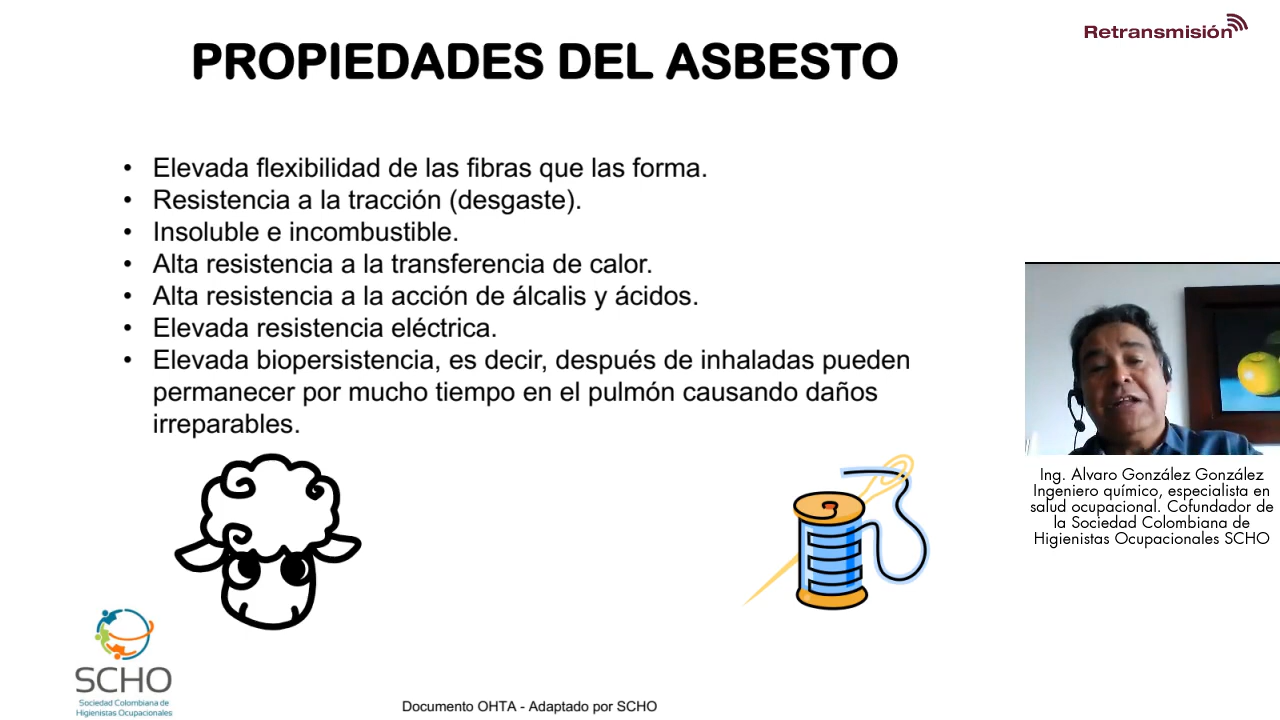 Retransmisión
PROPIEDADES DEL ASBESTO
• Elevada flexibilidad de las fibras que las forma.
• Resistencia a la tracción (desgaste).
• Insoluble e incombustible.
• Alta resistencia a la transferencia de calor.
• Alta resistencia a la acción de álcalis y ácidos.
• Elevada resistencia eléctrica.
• Elevada biopersistencia, es decir, después de inhaladas pueden
permanecer por mucho tiempo en el pulmón causando daños
irreparables.
Ing. Alvaro González González
Ingeniero químico, especialista en
salud ocupacional. Cofundador de
la Sociedad Colombiana de
Higienistas Ocupacionales SCHO
SCHO
Sociedad Colombiana de
Higienistas Ocupacionales
Documento OHTA - Adaptado por SCHO